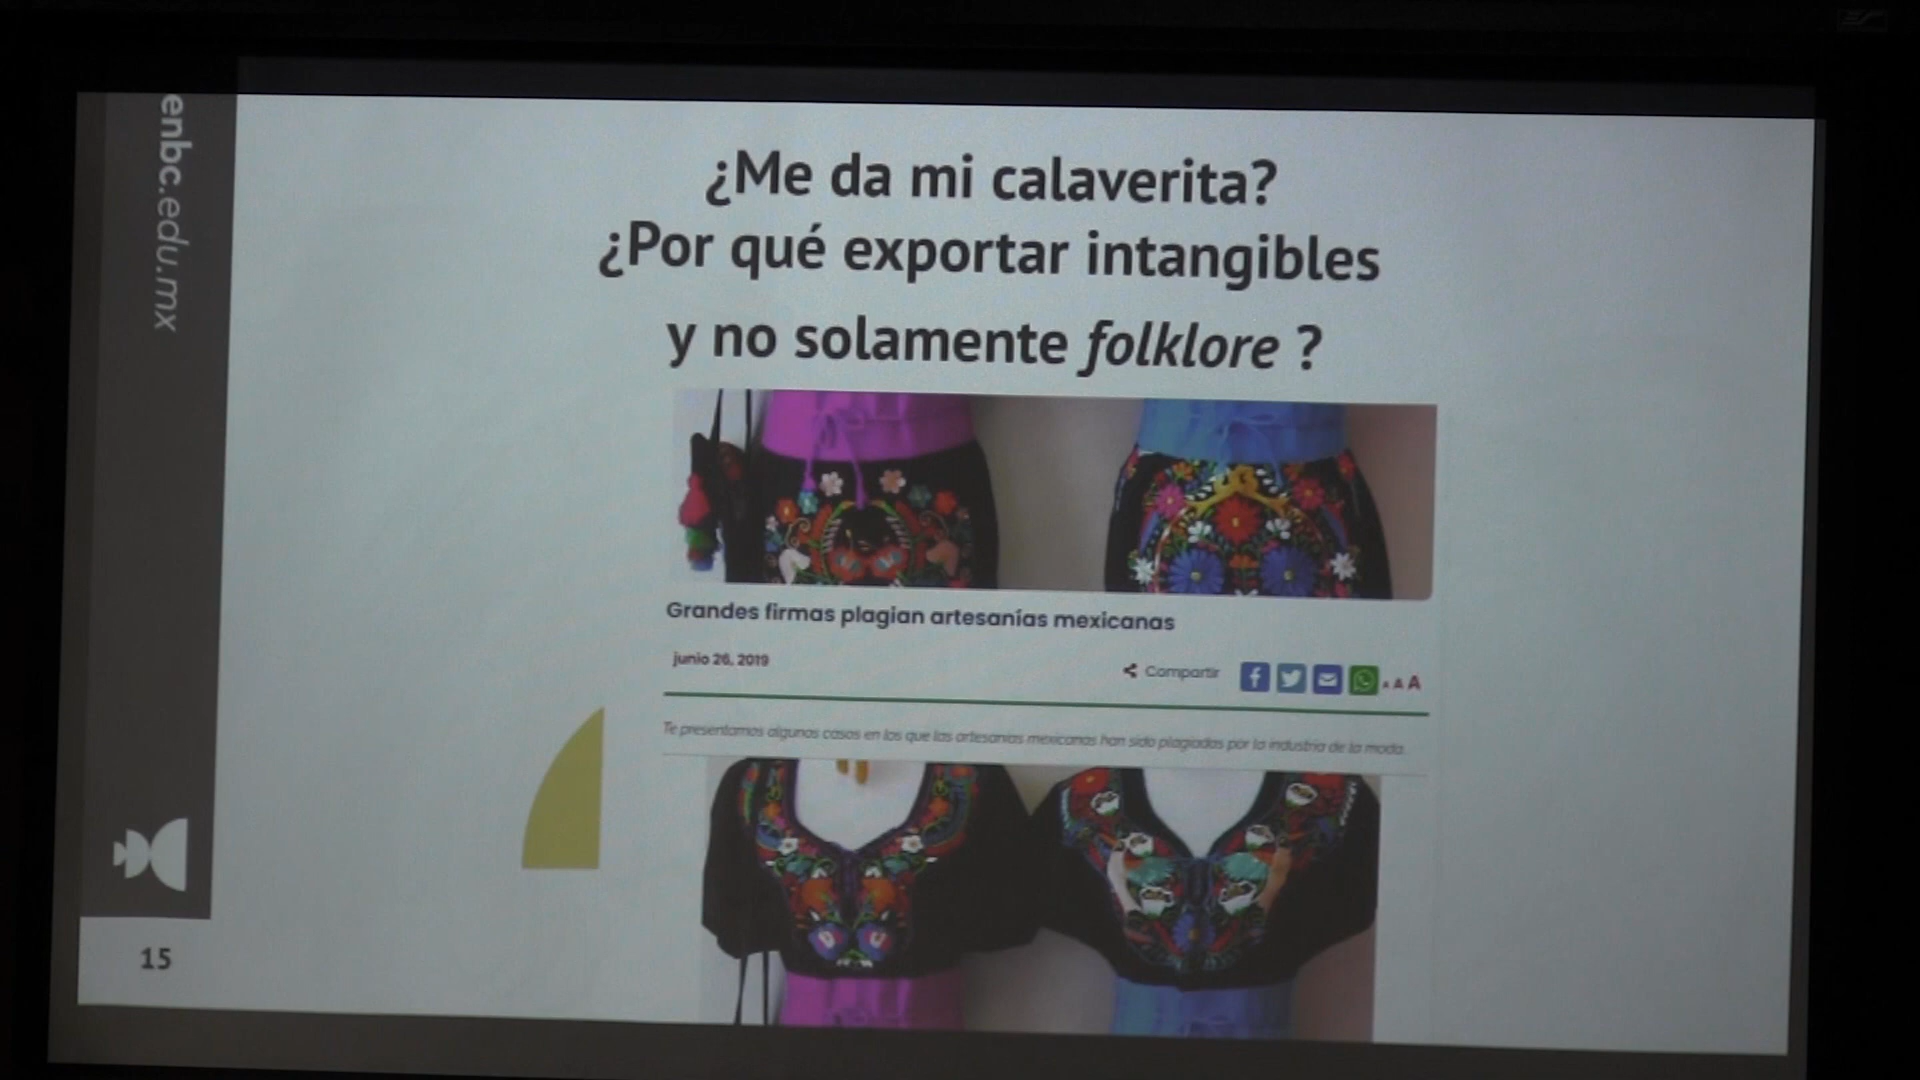 enbc.edu.mx
¿Me da mi calaverita?
¿Por qué exportar intangibles
y no solamente folklore ?
Grandes firmas plagian artesanías mexicanas
junio 26, 2019
Compartir
A A A
Te presentamos algunos casos en los que las artesanías mexicanas han sido plagiadas por la industria de la moda.
15